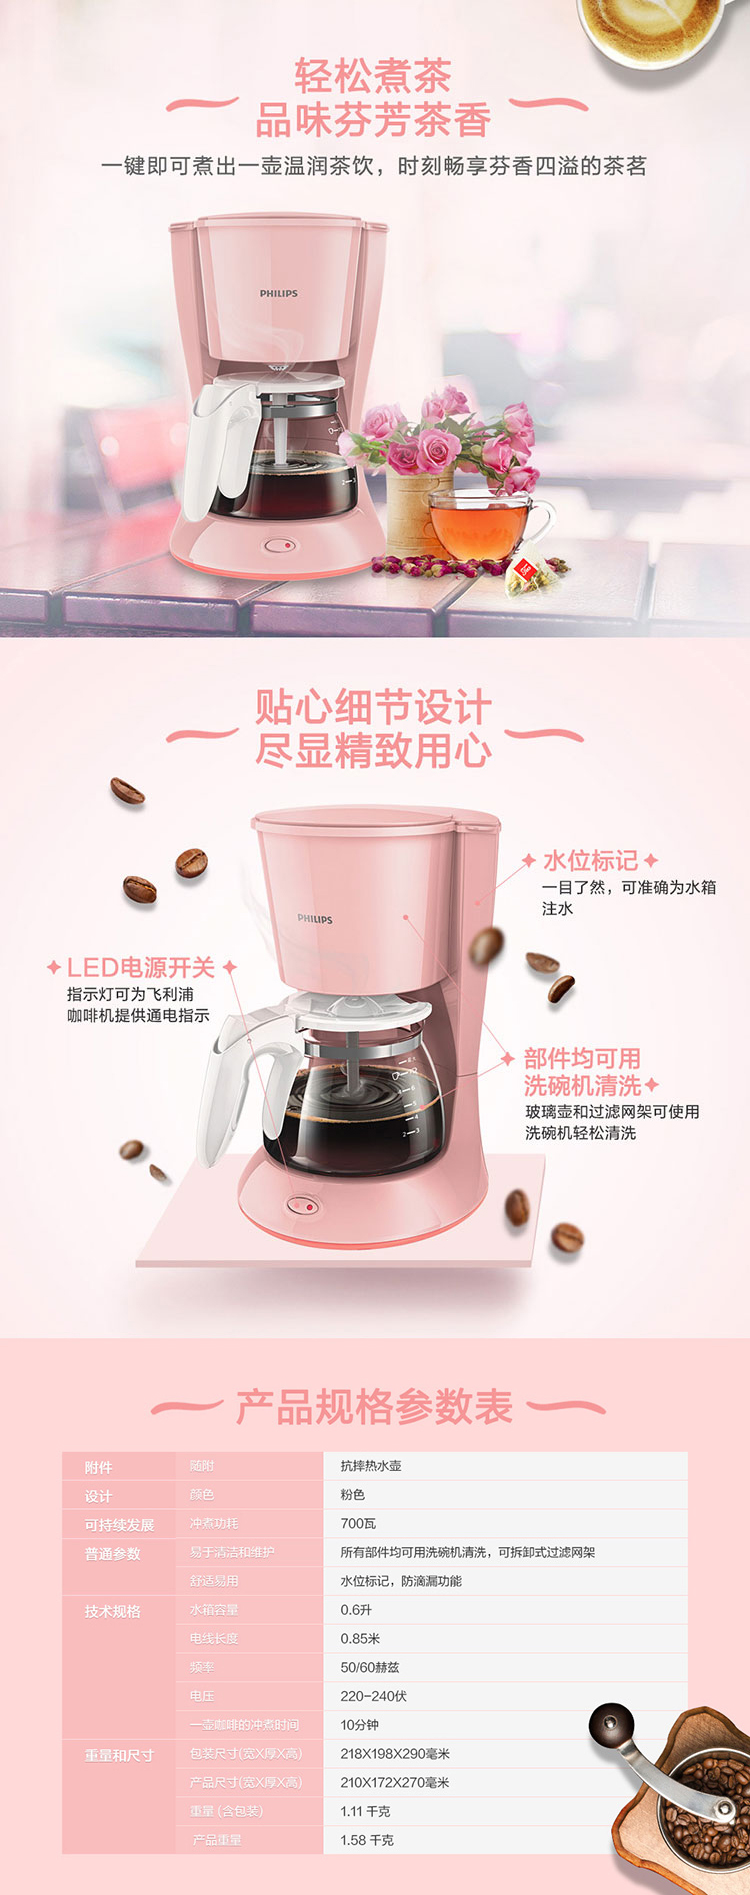 轻松煮茶
品味芬芳茶香
一键即可煮出一壶温润茶饮，时刻畅享芬香四溢的茶茗
PHILIPS
贴心细节设计
尽显精致用心
水位标记
一目了然，可准确为水箱
注水
PHILIPS
LED电源开关
指示灯可为飞利浦
咖啡机提供通电指示
部件均可用
洗碗机清洗
玻璃壶和过滤网架可使用
洗碗机轻松清洗
产品规格参数表
附件 随附 抗摔热水壶
设计 颜色 粉色
可持续发展 冲煮功耗 700瓦
普通参数 易于清洁和维护 所有部件均可用洗碗机清洗，可拆卸式过滤网架
舒适易用 水位标记，防滴漏功能
技术规格 水箱容量 0.6升
电线长度 0.85米
频率 50/60赫兹
电压 220-240伏
一壶咖啡的冲煮时间 10分钟
重量和尺寸 包装尺寸(宽X厚X高) 218X198X290毫米
产品尺寸(宽X厚X高) 210X172X270毫米
重量 (含包装) 1.11 千克
产品重量 1.58 千克